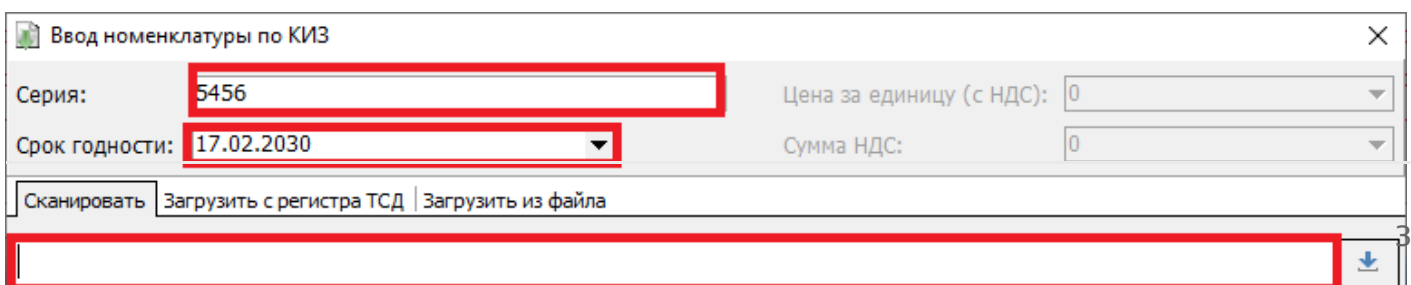 Ввод номенклатуры по КИЗ
Серия: 5456 Цена за единицу (с НДС): 0
Срок годности: 17.02.2030 Сумма НДС: 0
Сканировать Загрузить с регистра ТСД Загрузить из файла
3